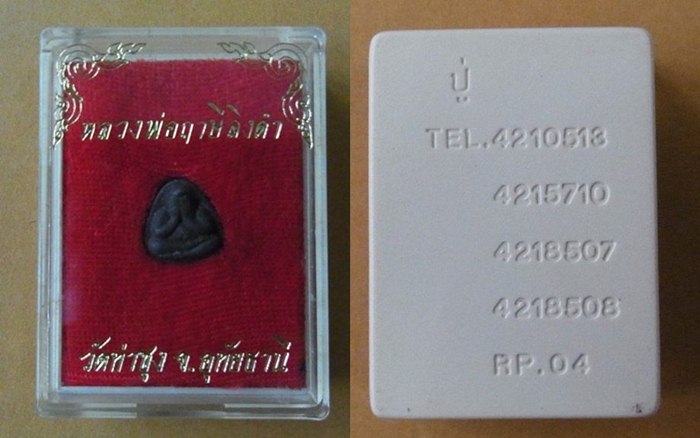 หลวงพ่อฤาษีลิงดำ
วัดท่าซุง จ.อุทัยธานี
ปู่
TEL.4210513
4215710
4218507
4218508
RP.04